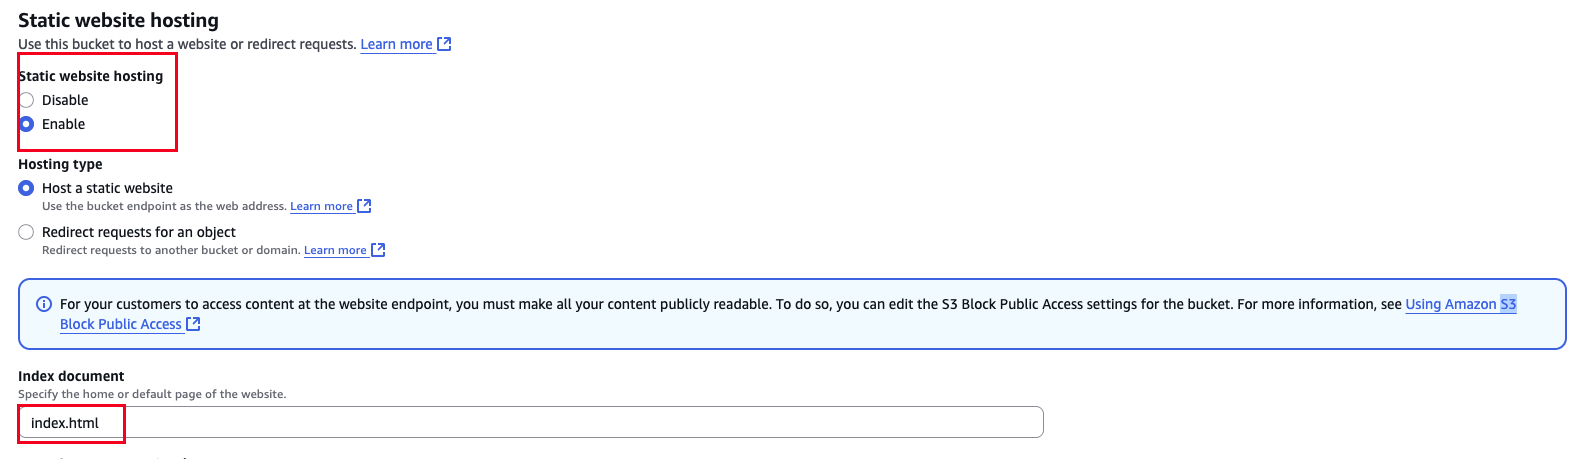 Static website hosting
Use this bucket to host a website or redirect requests. Learn more
Static website hosting
Disable
Enable
Hosting type
Host a static website
Use the bucket endpoint as the web address. Learn more
Redirect requests for an object
Redirect requests to another bucket or domain. Learn more
For your customers to access content at the website endpoint, you must make all your content publicly readable. To do so, you can edit the S3 Block Public Access settings for the bucket. For more information, see Using Amazon S3
Block Public Access
Index document
Specify the home or default page of the website.
index.html